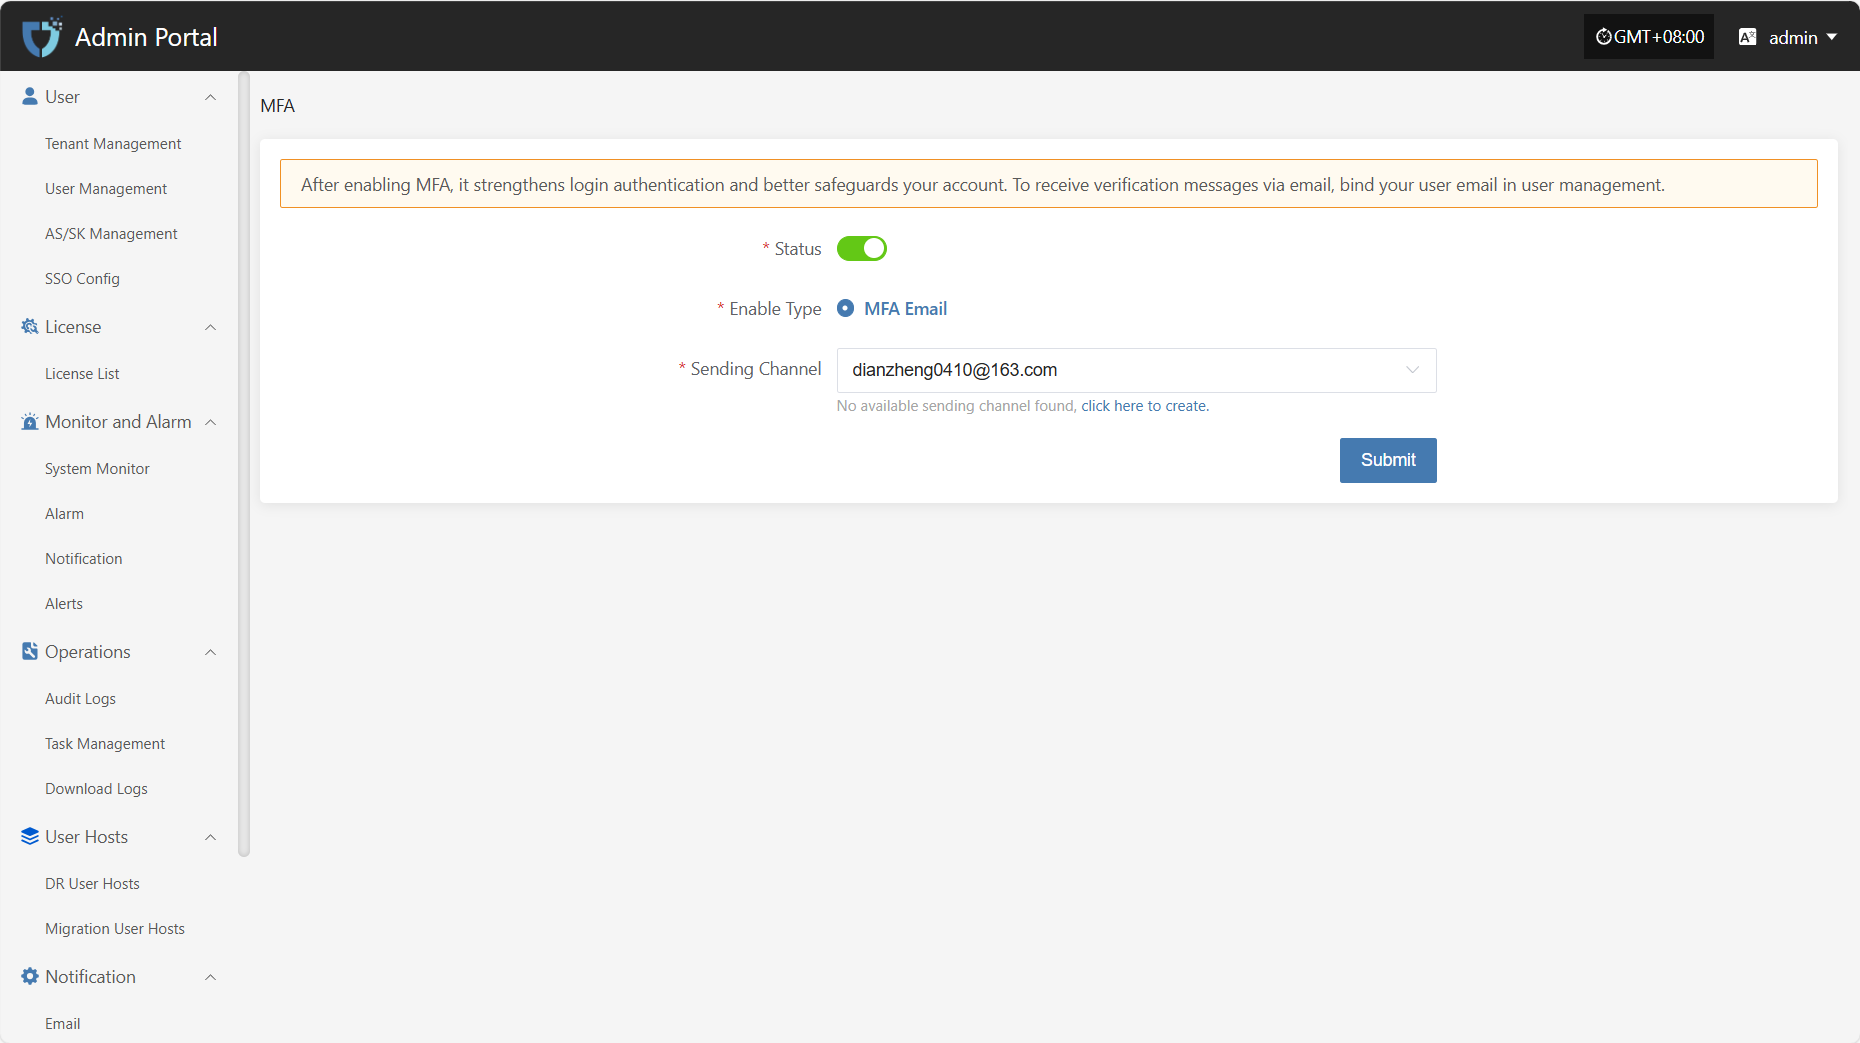 Admin Portal
GMT+08:00
admin
User
Tenant Management
User Management
AS/SK Management
SSO Config
License
License List
Monitor and Alarm
System Monitor
Alarm
Notification
Alerts
Operations
Audit Logs
Task Management
Download Logs
User Hosts
DR User Hosts
Migration User Hosts
Notification
Email
MFA
After enabling MFA, it strengthens login authentication and better safeguards your account. To receive verification messages via email, bind your user email in user management.
* Status
* Enable Type
MFA Email
* Sending Channel
dianzheng0410@163.com
No available sending channel found, click here to create.
Submit